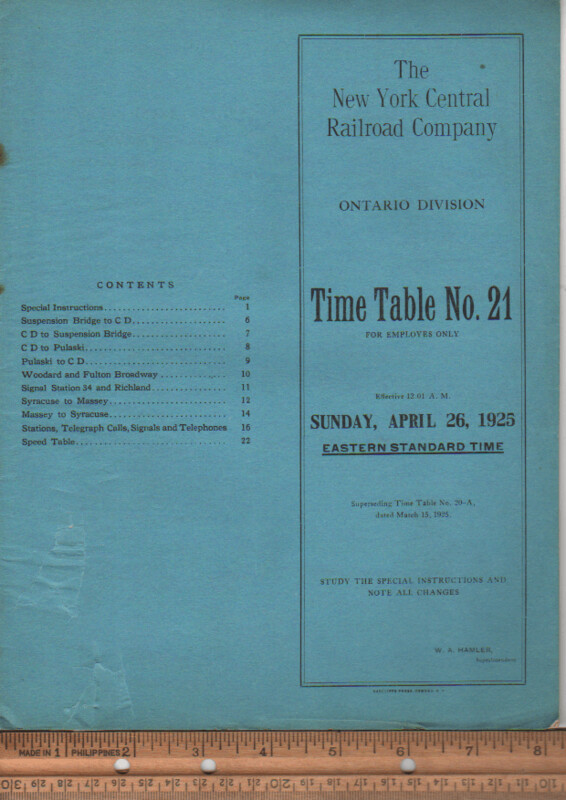 CONTENTS
Page
Special Instructions 1
Suspension Bridge to C D 6
C D to Suspension Bridge 7
C D to Pulaski 8
Pulaski to C D 9
Woodard and Fulton Broadway 10
Signal Station 34 and Richland 11
Syracuse to Massey 12
Massey to Syracuse 14
Stations, Telegraph Calls, Signals and Telephones 16
Speed Table 22
The
New York Central
Railroad Company
ONTARIO DIVISION
Time Table No. 21
FOR EMPLOYES ONLY
Effective 12.01 A. M.
SUNDAY, APRIL 26, 1925
EASTERN STANDARD TIME
Superseding Time Table No. 20-A,
dated March 15, 1925.
STUDY THE SPECIAL INSTRUCTIONS AND
NOTE ALL CHANGES
W. A. HAMLER,
Superintendent
MADE IN 1 PHILIPPINES 2 3 4 5 6 7 8